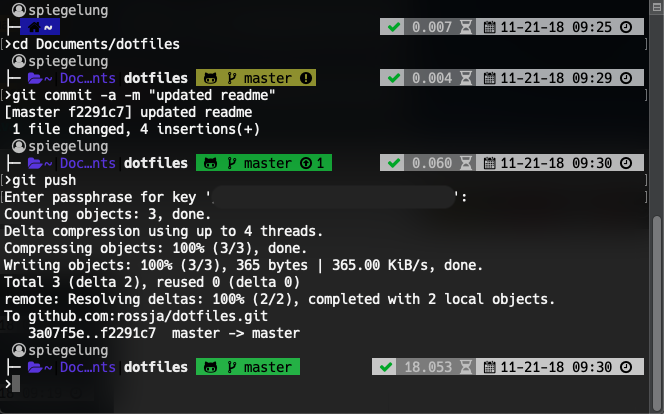 spiegelung
~ 0.007 11-21-18 09:25
>cd Documents/dotfiles
spiegelung
~ Doc…nts dotfiles master 0.004 11-21-18 09:29
>git commit -a -m "updated readme"
[master f2291c7] updated readme
1 file changed, 4 insertions(+)
spiegelung
~ Doc…nts dotfiles master 1 0.060 11-21-18 09:30
>git push
Enter passphrase for key '':
Counting objects: 3, done.
Delta compression using up to 4 threads.
Compressing objects: 100% (3/3), done.
Writing objects: 100% (3/3), 365 bytes | 365.00 KiB/s, done.
Total 3 (delta 2), reused 0 (delta 0)
remote: Resolving deltas: 100% (2/2), completed with 2 local objects.
To github.com:rossja/dotfiles.git
3a07f5e..f2291c7 master -> master
spiegelung
~ Doc…nts dotfiles master 18.053 11-21-18 09:30
>